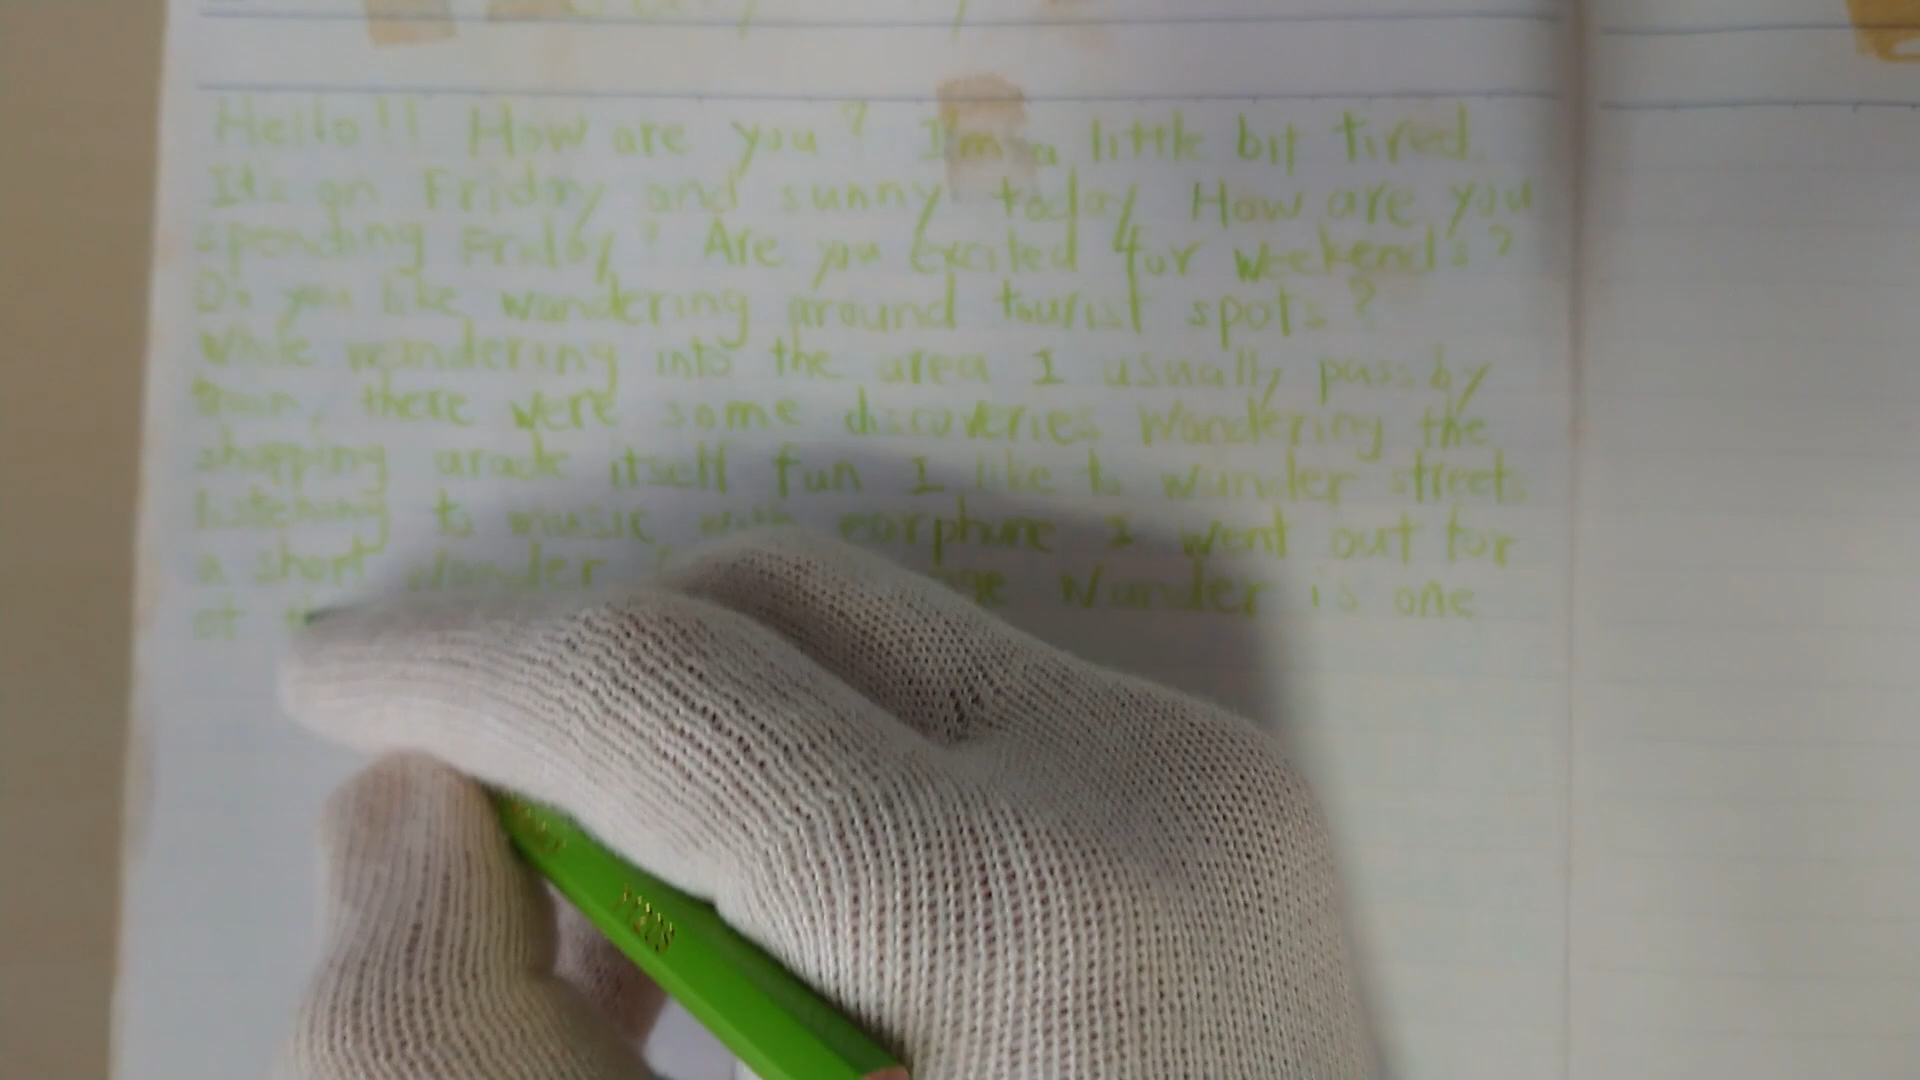 Hello!! How are you? I'm a little bit tired.
It's on Friday and sunny today. How are you
spending Friday? Are you excited for weekends?
Do you like wandering around tourist spots?
While wandering into the area I usually pass by
train, there were some discoveries. Wandering the
shopping arcade itself fun. I like to wander streets
listening to music with earphone. I went out for
a short wander Wander is one
of